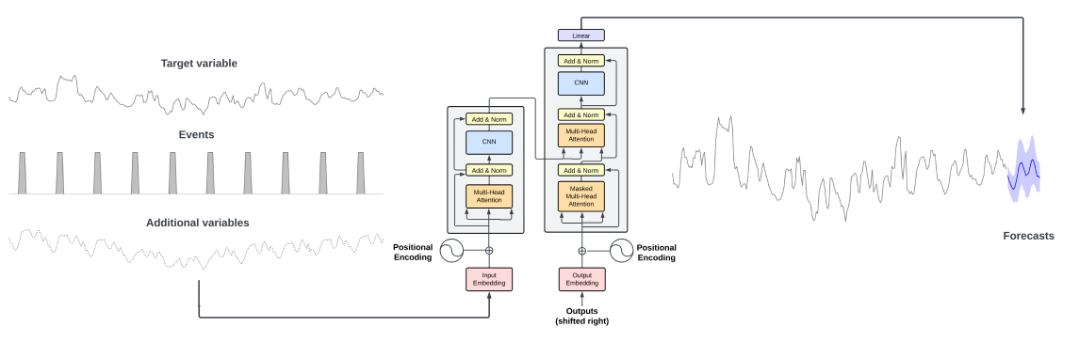 Target variable
Events
Additional variables
Add & Norm
CNN
Add & Norm
Multi-Head
Attention
Positional
Encoding
Input
Embedding
Linear
Add & Norm
CNN
Add & Norm
Multi-Head
Attention
Add & Norm
Masked
Multi-Head
Attention
Positional
Encoding
Output
Embedding
Outputs
(shifted right)
Forecasts